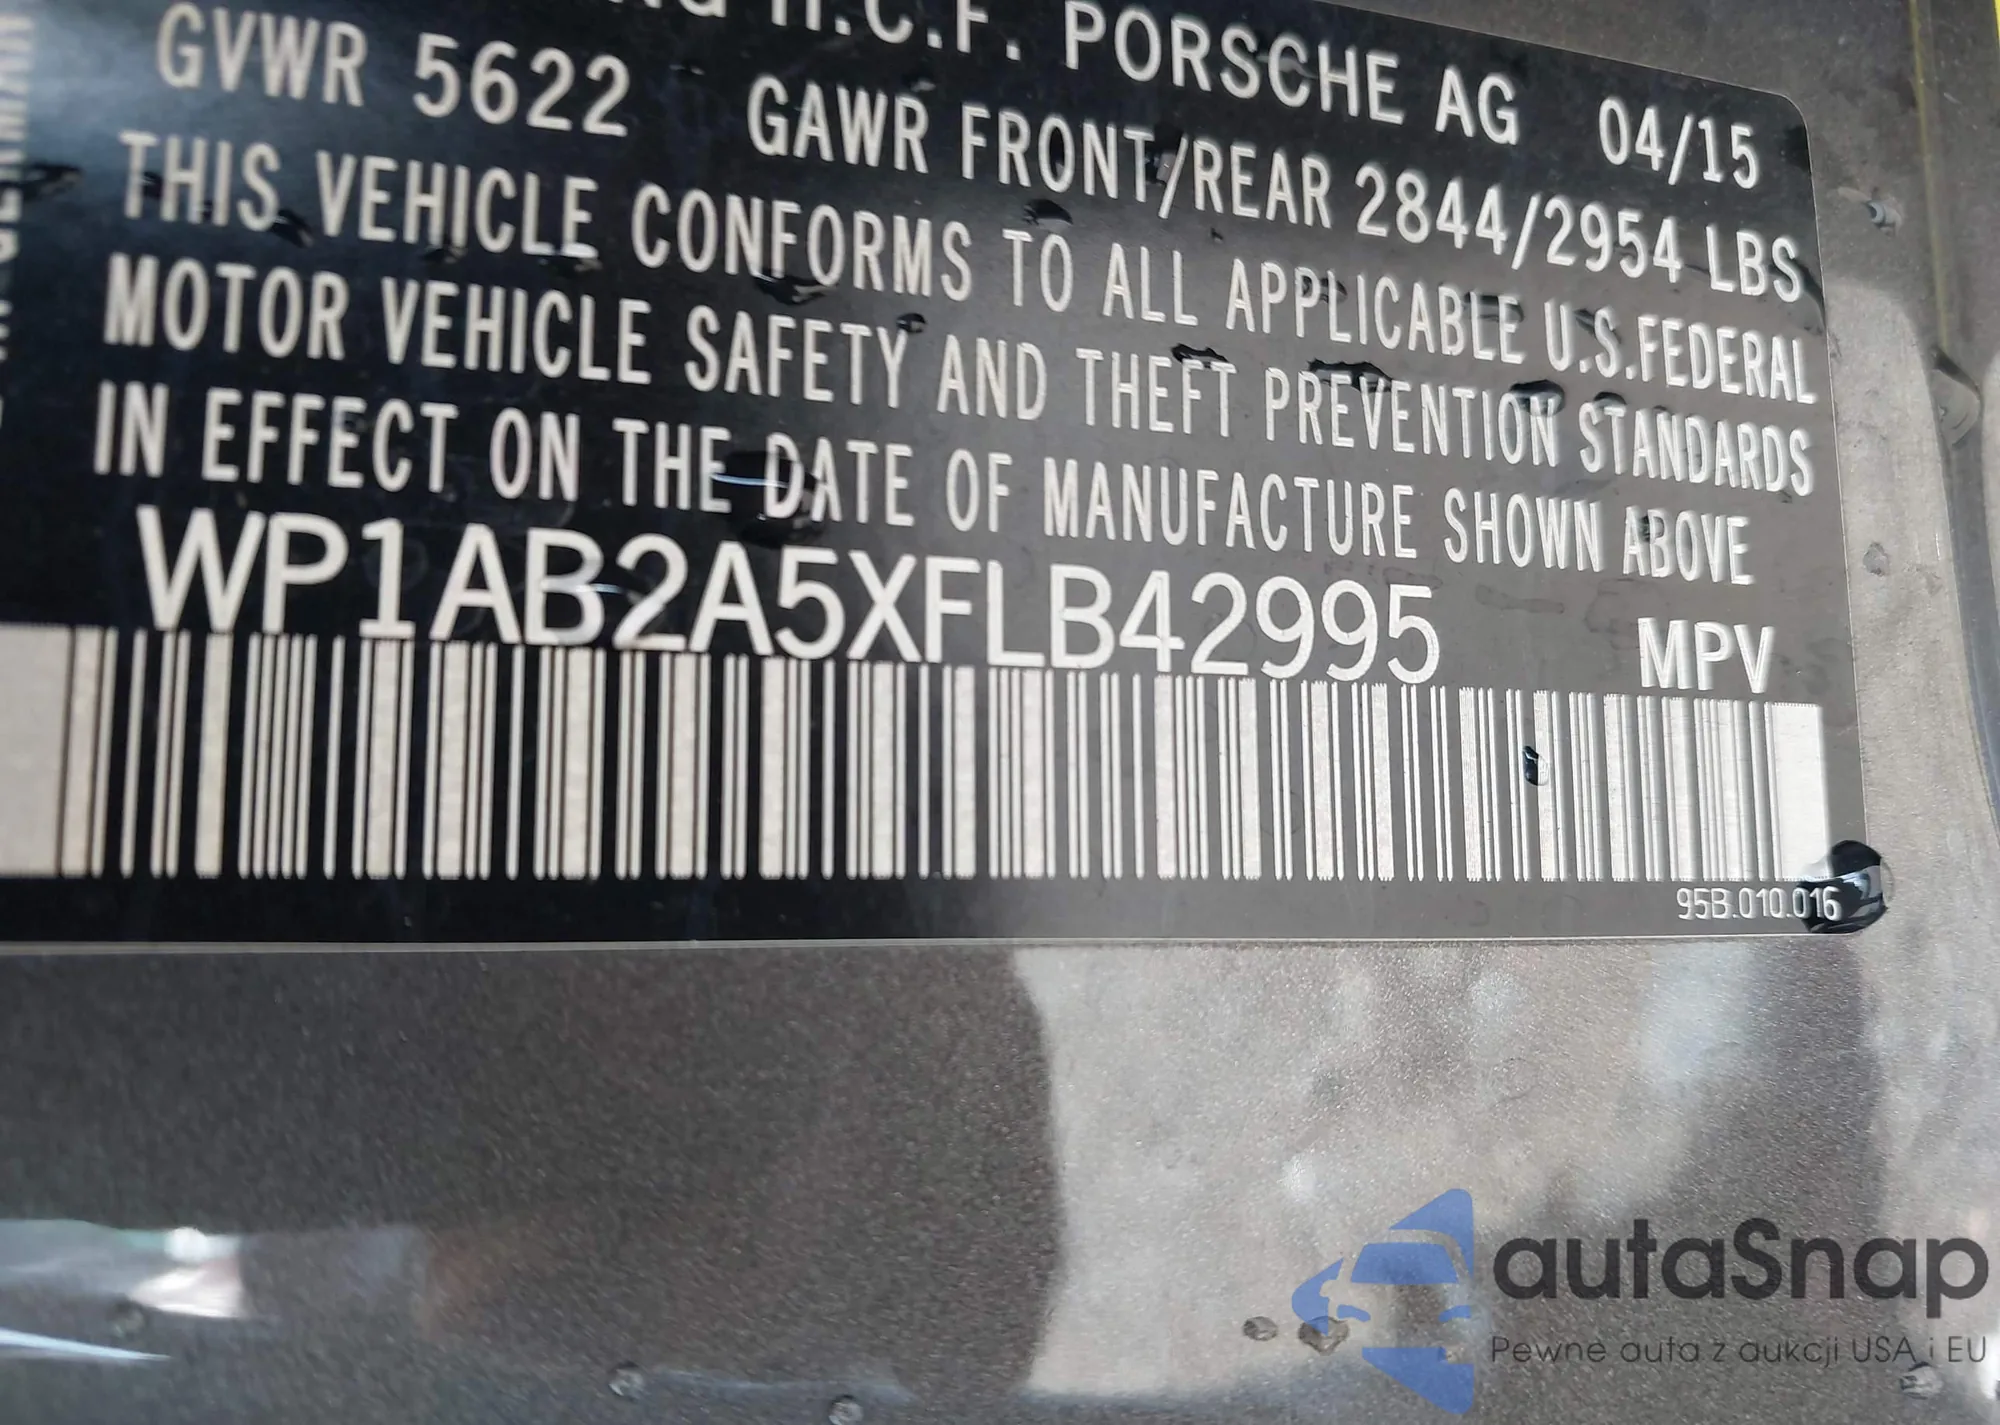 H.C.F. PORSCHE AG 04/15
GVWR 5622 GAWR FRONT/REAR 2844/2954 LBS
THIS VEHICLE CONFORMS TO ALL APPLICABLE U.S.FEDERAL
MOTOR VEHICLE SAFETY AND THEFT PREVENTION STANDARDS
IN EFFECT ON THE DATE OF MANUFACTURE SHOWN ABOVE
WP1AB2A5XFLB42995 MPV
95B.010.016
autaSnap
Pewne auta z aukcji USA i EU